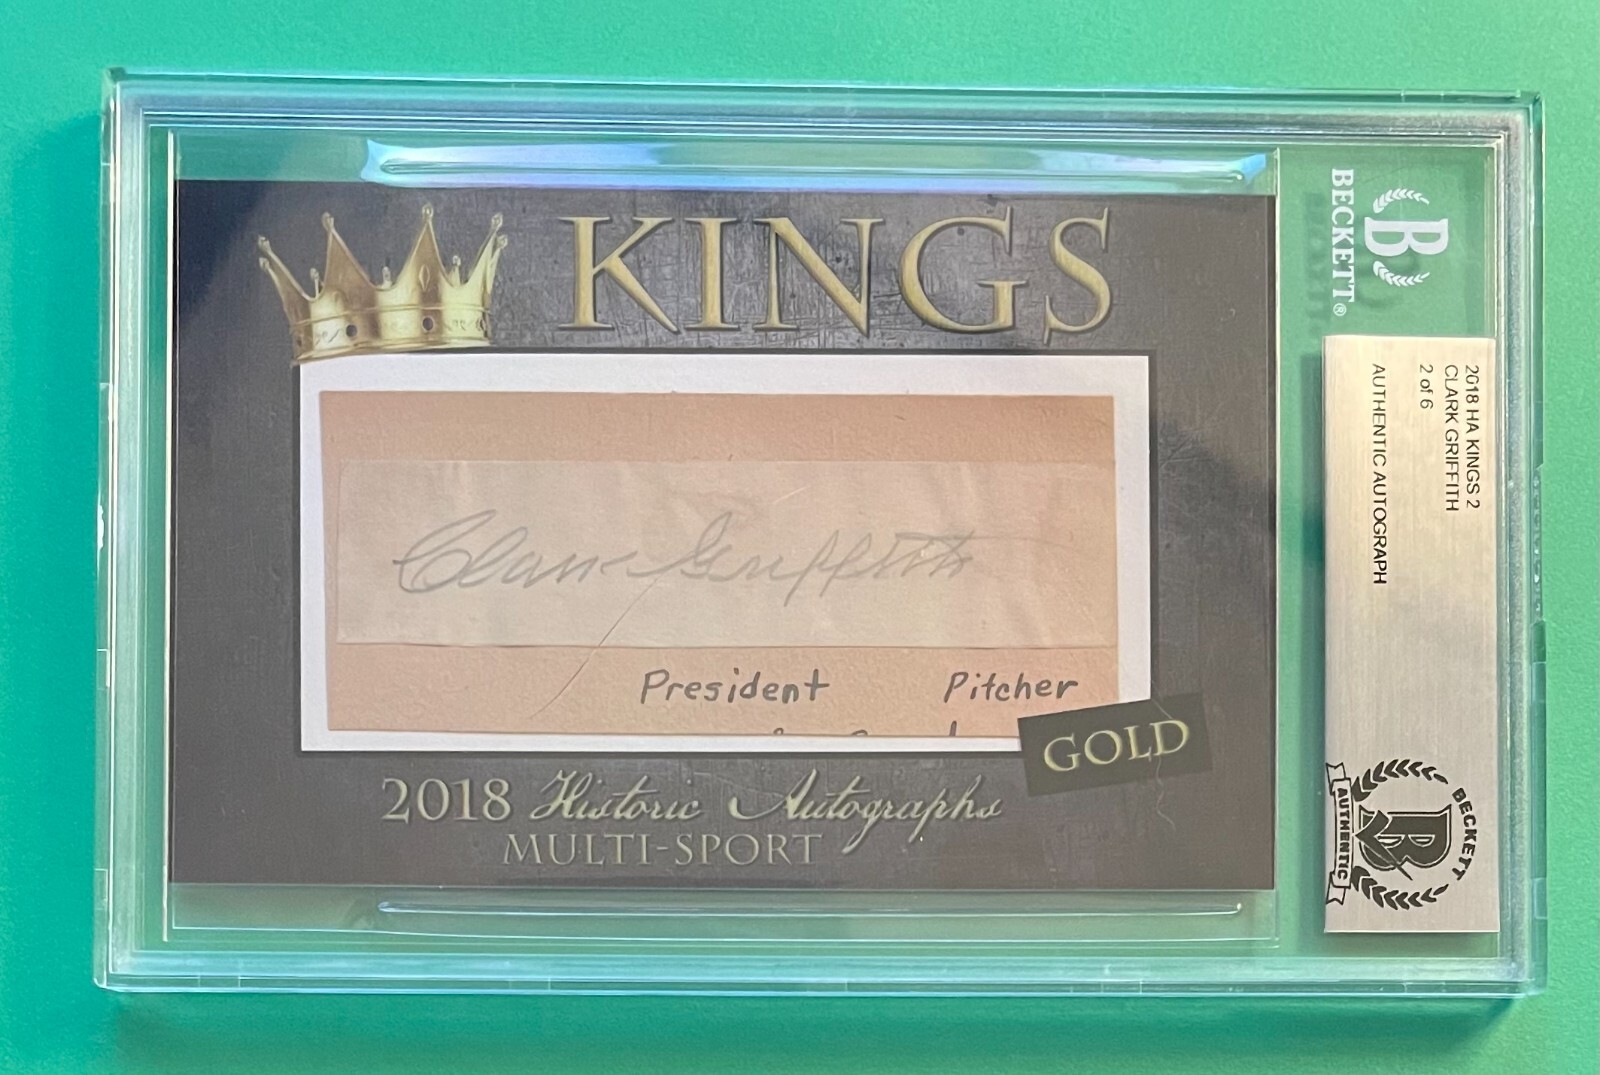 KINGS
Clark Griffith
President Pitcher
GOLD
2018 Historic Autographs
MULTI-SPORT
BECKETT®
B
2018 HA KINGS 2
CLARK GRIFFITH
2 of 6
AUTHENTIC AUTOGRAPH
BECKETT
B
AUTHENTIC